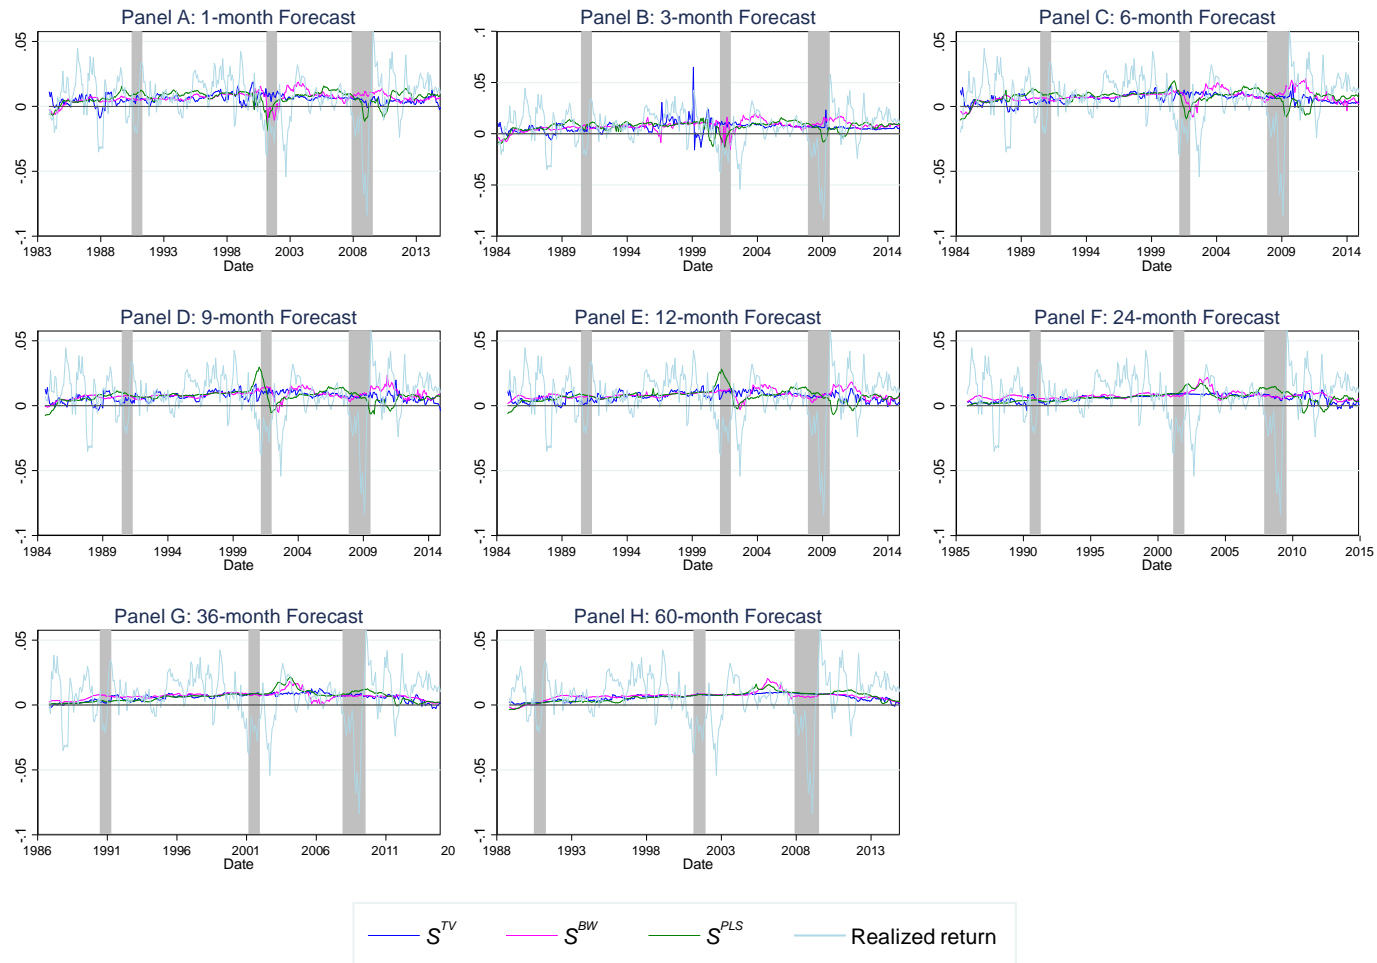 Panel A: 1-month Forecast
.05
0
-.05
-.1
1983 1988 1993 1998 2003 2008 2013
Date
Panel B: 3-month Forecast
.1
.05
0
-.05
-.1
1984 1989 1994 1999 2004 2009 2014
Date
Panel C: 6-month Forecast
.05
0
-.05
-.1
1984 1989 1994 1999 2004 2009 2014
Date
Panel D: 9-month Forecast
.05
0
-.05
-.1
1984 1989 1994 1999 2004 2009 2014
Date
Panel E: 12-month Forecast
.05
0
-.05
-.1
1984 1989 1994 1999 2004 2009 2014
Date
Panel F: 24-month Forecast
.05
0
-.05
-.1
1985 1990 1995 2000 2005 2010 2015
Date
Panel G: 36-month Forecast
.05
0
-.05
-.1
1986 1991 1996 2001 2006 2011 20
Date
Panel H: 60-month Forecast
.05
0
-.05
-.1
1988 1993 1998 2003 2008 2013
Date
S^TV S^BW S^PLS Realized return